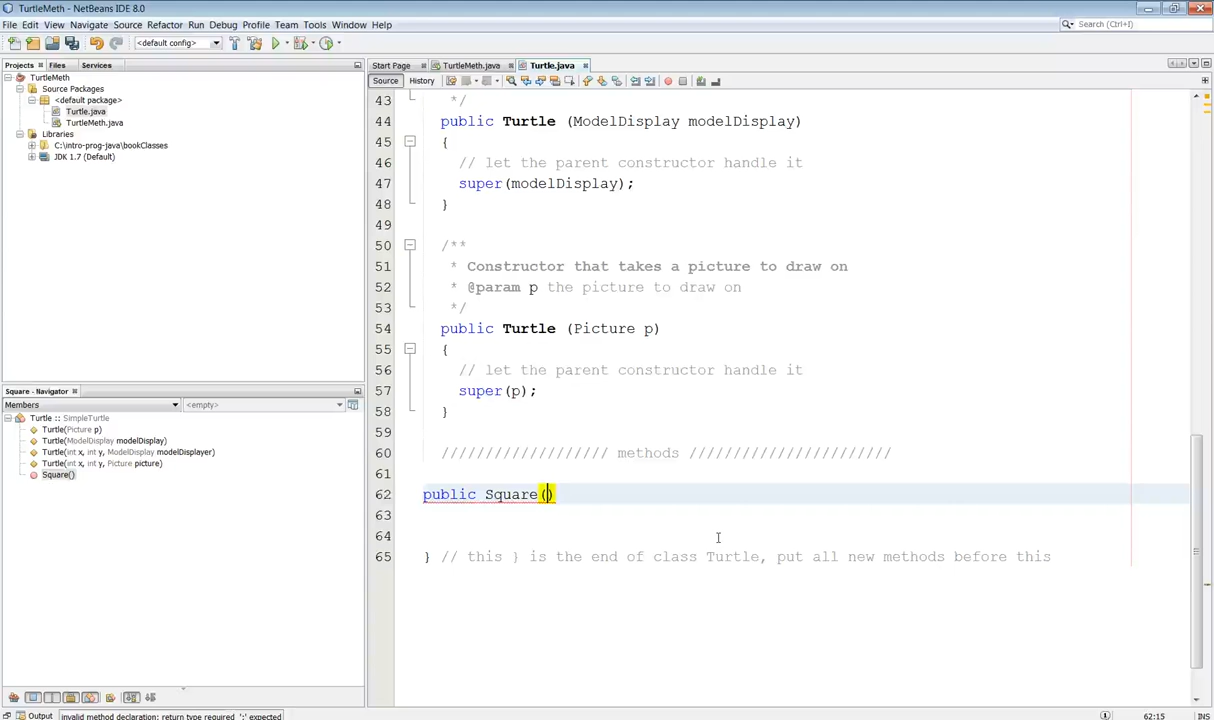 TurtleMeth - NetBeans IDE 8.0
File Edit View Navigate Source Refactor Run Debug Profile Team Tools Window Help
<default config>
Search (Ctrl+I)
Projects Files Services
Start Page TurtleMeth.java Turtle.java
Source History
TurtleMeth
Source Packages
<default package>
Turtle.java
TurtleMeth.java
Libraries
C:\intro-prog-java\bookClasses
JDK 1.7 (Default)
Square - Navigator
Members <empty>
Turtle :: SimpleTurtle
Turtle(Picture p)
Turtle(ModelDisplay modelDisplay)
Turtle(int x, int y, ModelDisplay modelDisplayer)
Turtle(int x, int y, Picture picture)
Square()
43 */
44 public Turtle (ModelDisplay modelDisplay)
45 {
46 // let the parent constructor handle it
47 super(modelDisplay);
48 }
49
50 /**
51 * Constructor that takes a picture to draw on
52 * @param p the picture to draw on
53 */
54 public Turtle (Picture p)
55 {
56 // let the parent constructor handle it
57 super(p);
58 }
59
60 /////////////////// methods ///////////////////////
61
62 public Square()
63
64
65 } // this } is the end of class Turtle, put all new methods before this
Output invalid method declaration; return type required ';' expected
62:15 INS